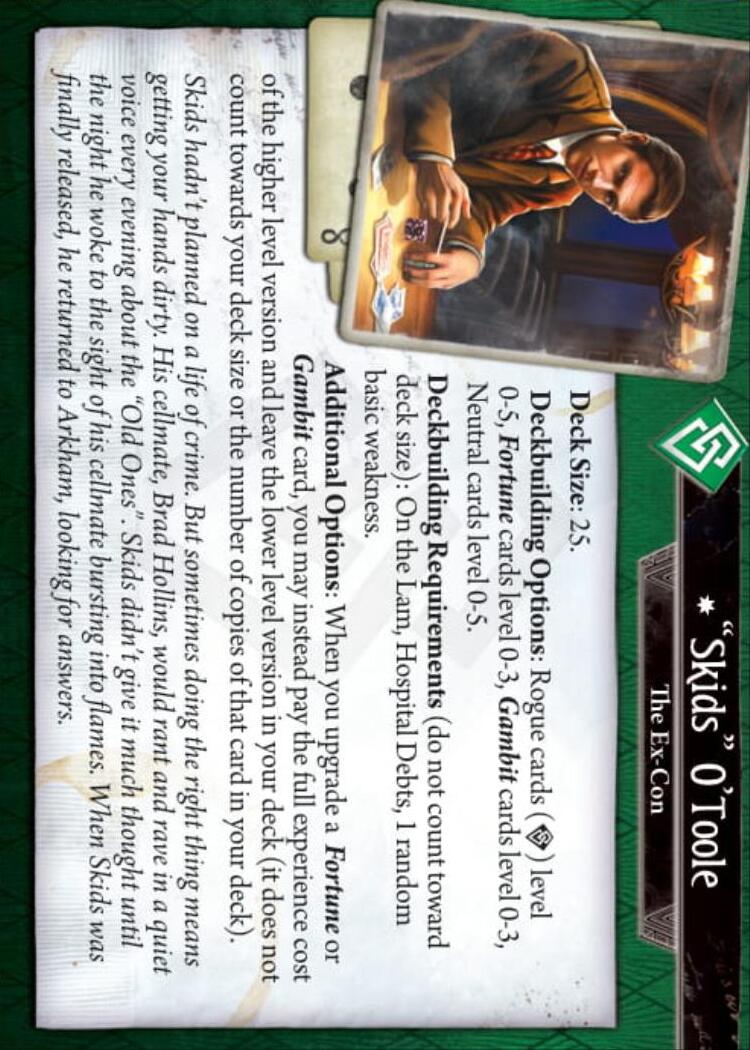 "Skids" O'Toole
The Ex-Con
Deck Size: 25.
Deckbuilding Options: Rogue cards ( ) level
0-5, Fortune cards level 0-3, Gambit cards level 0-3,
Neutral cards level 0-5.
Deckbuilding Requirements (do not count toward
deck size): On the Lam, Hospital Debts, 1 random
basic weakness.
Additional Options: When you upgrade a Fortune or
Gambit card, you may instead pay the full experience cost
of the higher level version and leave the lower level version in your deck (it does not
count towards your deck size or the number of copies of that card in your deck).
Skids hadn't planned on a life of crime. But sometimes doing the right thing means
getting your hands dirty. His cellmate, Brad Hollins, would rant and rave in a quiet
voice every evening about the "Old Ones". Skids didn't give it much thought until
the night he woke to the sight of his cellmate bursting into flames. When Skids was
finally released, he returned to Arkham, looking for answers.